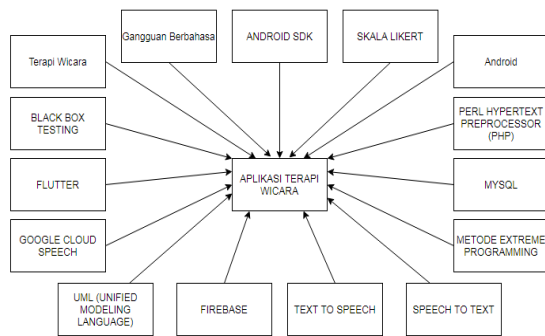 Gangguan Berbahasa
ANDROID SDK
SKALA LIKERT
Terapi Wicara
Android
BLACK BOX
TESTING
PERL HYPERTEXT
PREPROCESSOR
(PHP)
FLUTTER
APLIKASI TERAPI
WICARA
MYSQL
GOOGLE CLOUD
SPEECH
METODE EXTREME
PROGRAMMING
UML (UNIFIED
MODELING
LANGUAGE)
FIREBASE
TEXT TO SPEECH
SPEECH TO TEXT